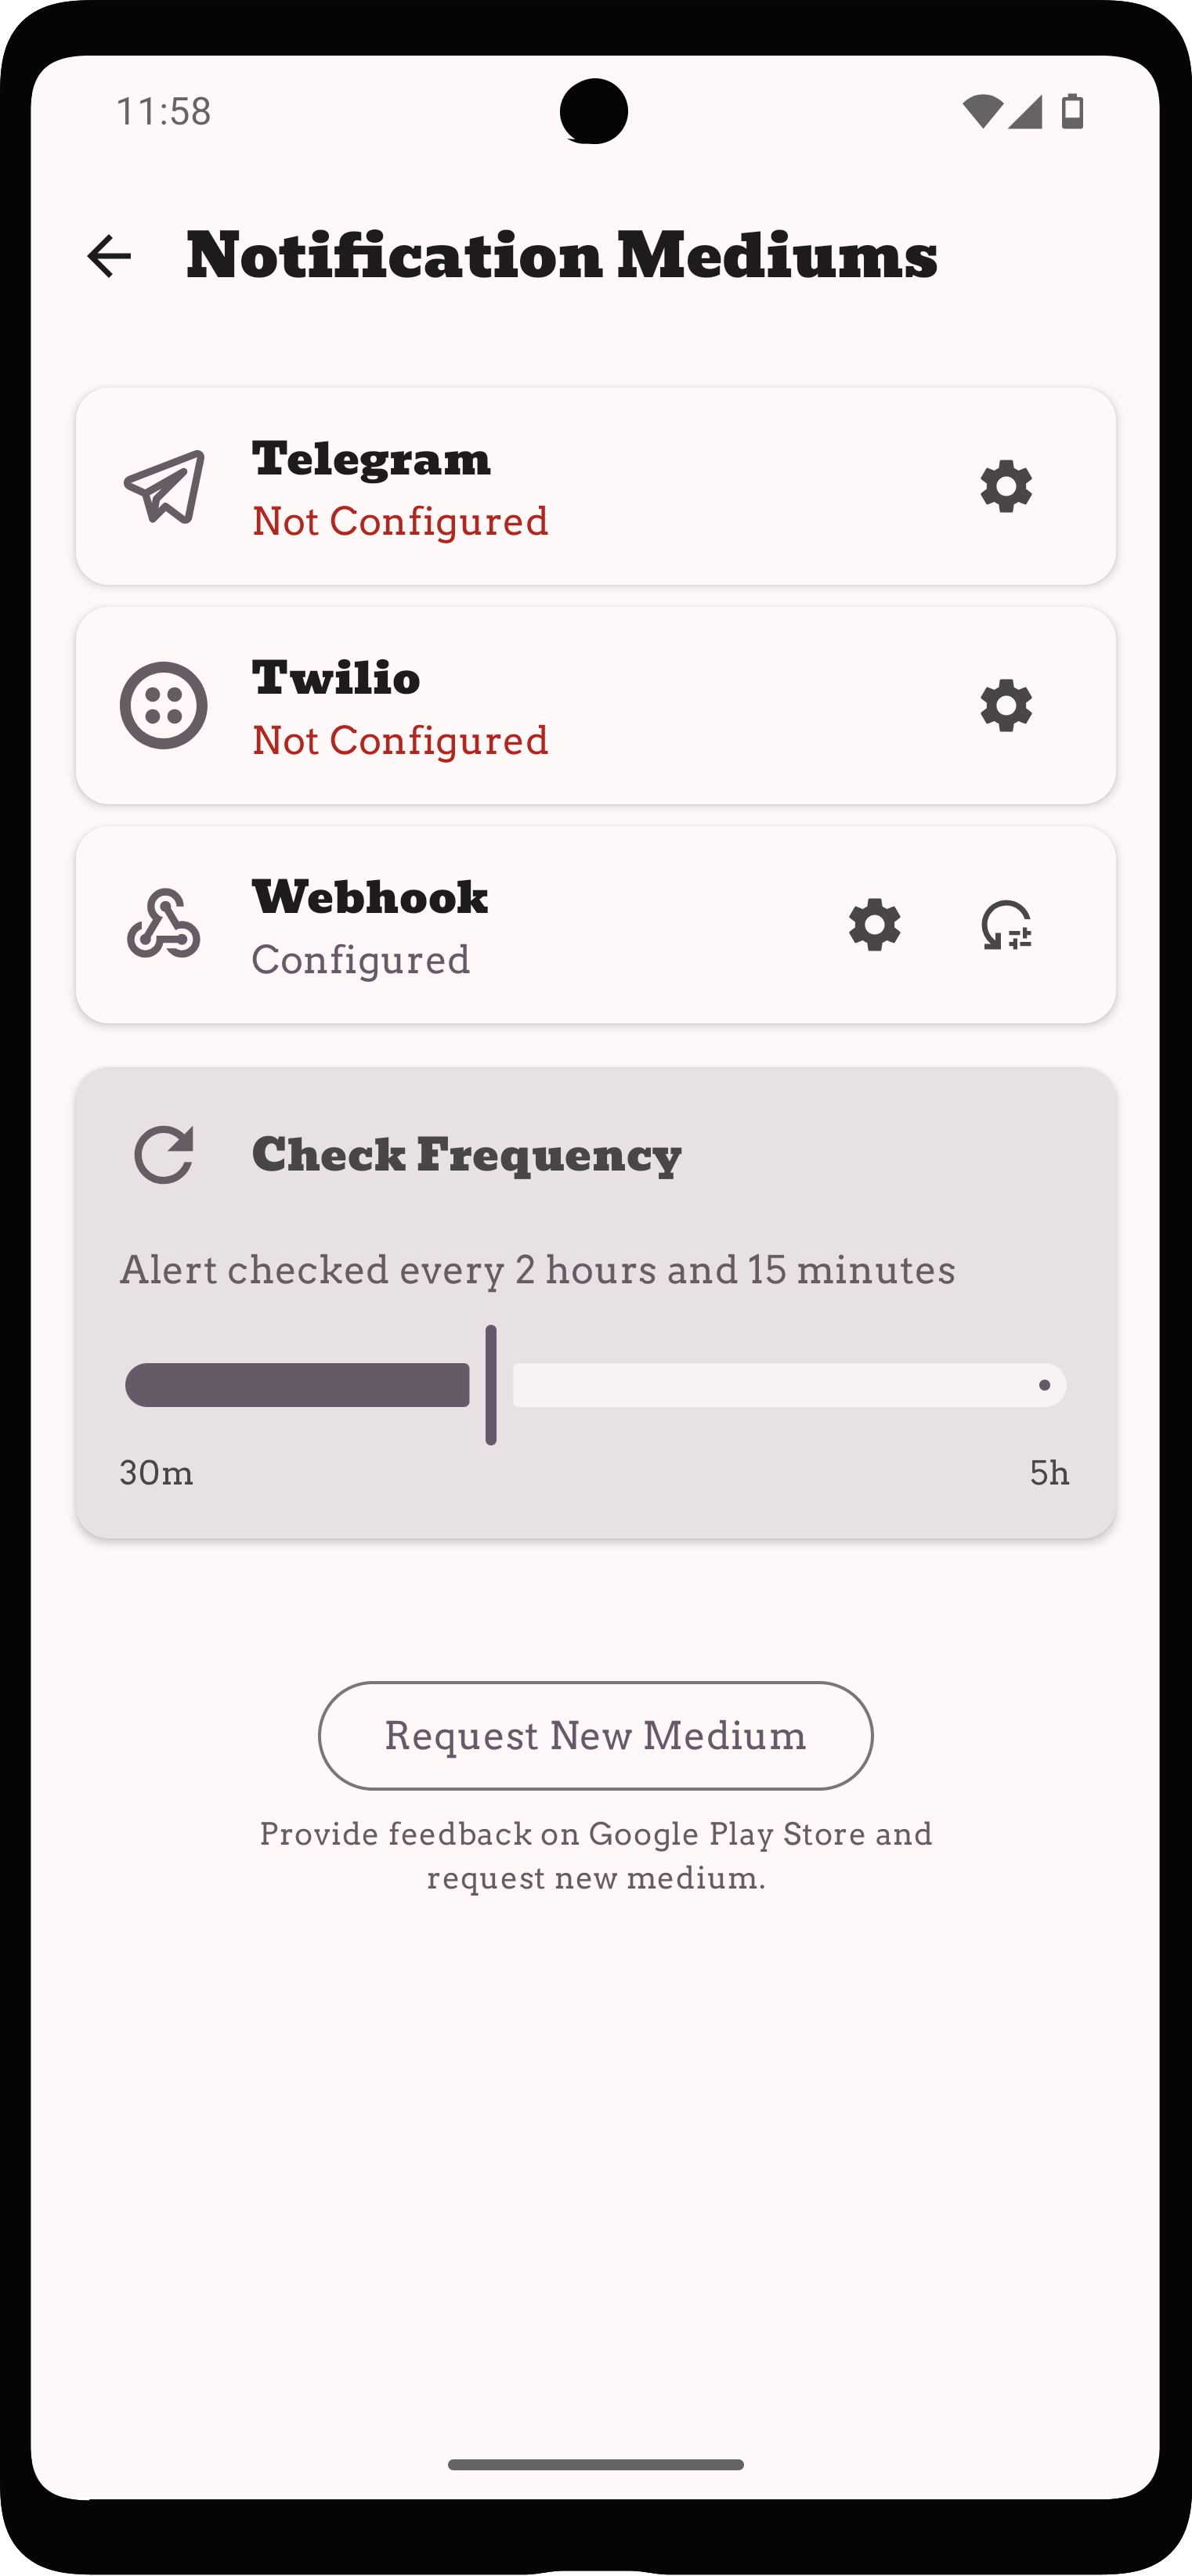 11:58
Notification Mediums
Telegram
Not Configured
Twilio
Not Configured
Webhook
Configured
Check Frequency
Alert checked every 2 hours and 15 minutes
30m
5h
Request New Medium
Provide feedback on Google Play Store and
request new medium.